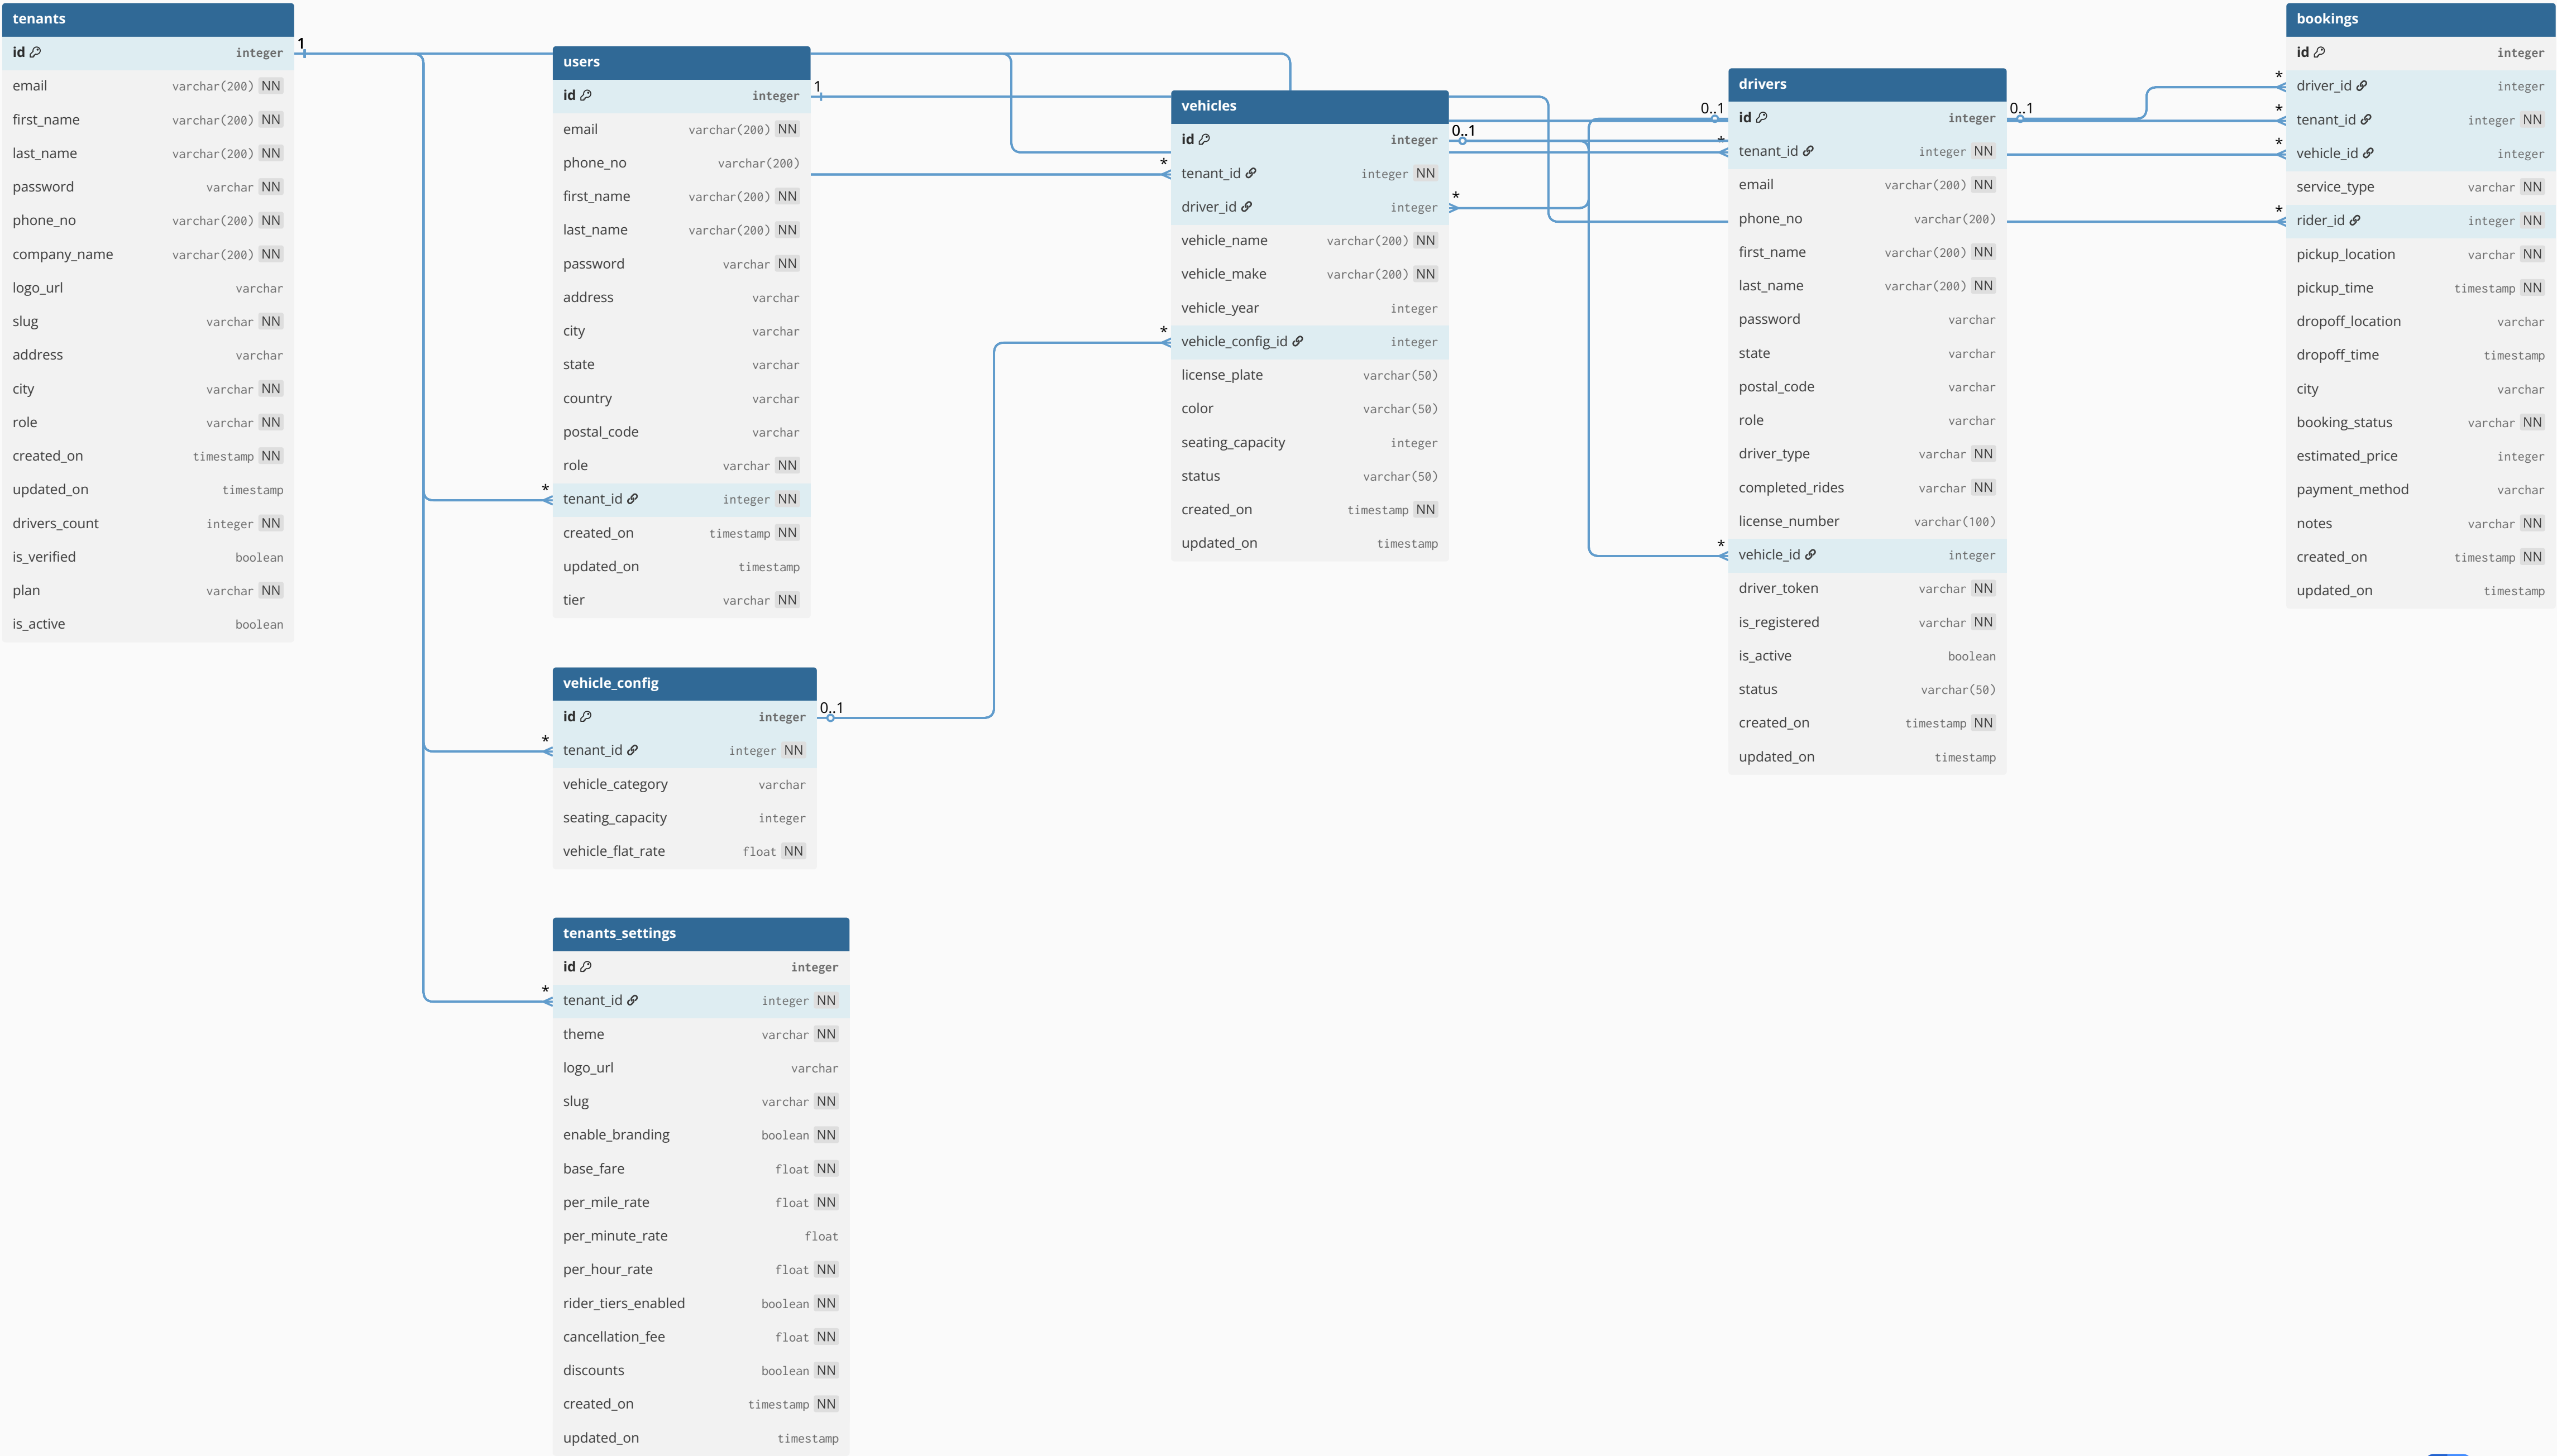 tenants
id integer
email varchar(200) NN
first_name varchar(200) NN
last_name varchar(200) NN
password varchar NN
phone_no varchar(200) NN
company_name varchar(200) NN
logo_url varchar
slug varchar NN
address varchar
city varchar NN
role varchar NN
created_on timestamp NN
updated_on timestamp
drivers_count integer NN
is_verified boolean
plan varchar NN
is_active boolean
1
users
id integer
email varchar(200) NN
phone_no varchar(200)
first_name varchar(200) NN
last_name varchar(200) NN
password varchar NN
address varchar
city varchar
state varchar
country varchar
postal_code varchar
role varchar NN
* tenant_id integer NN
created_on timestamp NN
updated_on timestamp
tier varchar NN
1
vehicle_config
id integer 0..1
* tenant_id integer NN
vehicle_category varchar
seating_capacity integer
vehicle_flat_rate float NN
tenants_settings
id integer
* tenant_id integer NN
theme varchar NN
logo_url varchar
slug varchar NN
enable_branding boolean NN
base_fare float NN
per_mile_rate float NN
per_minute_rate float
per_hour_rate float NN
rider_tiers_enabled boolean NN
cancellation_fee float NN
discounts boolean NN
created_on timestamp NN
updated_on timestamp
vehicles
id integer 0..1
* tenant_id integer NN
driver_id integer *
vehicle_name varchar(200) NN
vehicle_make varchar(200) NN
vehicle_year integer
* vehicle_config_id integer
license_plate varchar(50)
color varchar(50)
seating_capacity integer
status varchar(50)
created_on timestamp NN
updated_on timestamp
drivers
0..1 id integer 0..1
* tenant_id integer NN
email varchar(200) NN
phone_no varchar(200)
first_name varchar(200) NN
last_name varchar(200) NN
password varchar
state varchar
postal_code varchar
role varchar
driver_type varchar NN
completed_rides varchar NN
license_number varchar(100)
* vehicle_id integer
driver_token varchar NN
is_registered varchar NN
is_active boolean
status varchar(50)
created_on timestamp NN
updated_on timestamp
bookings
id integer
* driver_id integer
* tenant_id integer NN
* vehicle_id integer
service_type varchar NN
* rider_id integer NN
pickup_location varchar NN
pickup_time timestamp NN
dropoff_location varchar
dropoff_time timestamp
city varchar
booking_status varchar NN
estimated_price integer
payment_method varchar
notes varchar NN
created_on timestamp NN
updated_on timestamp